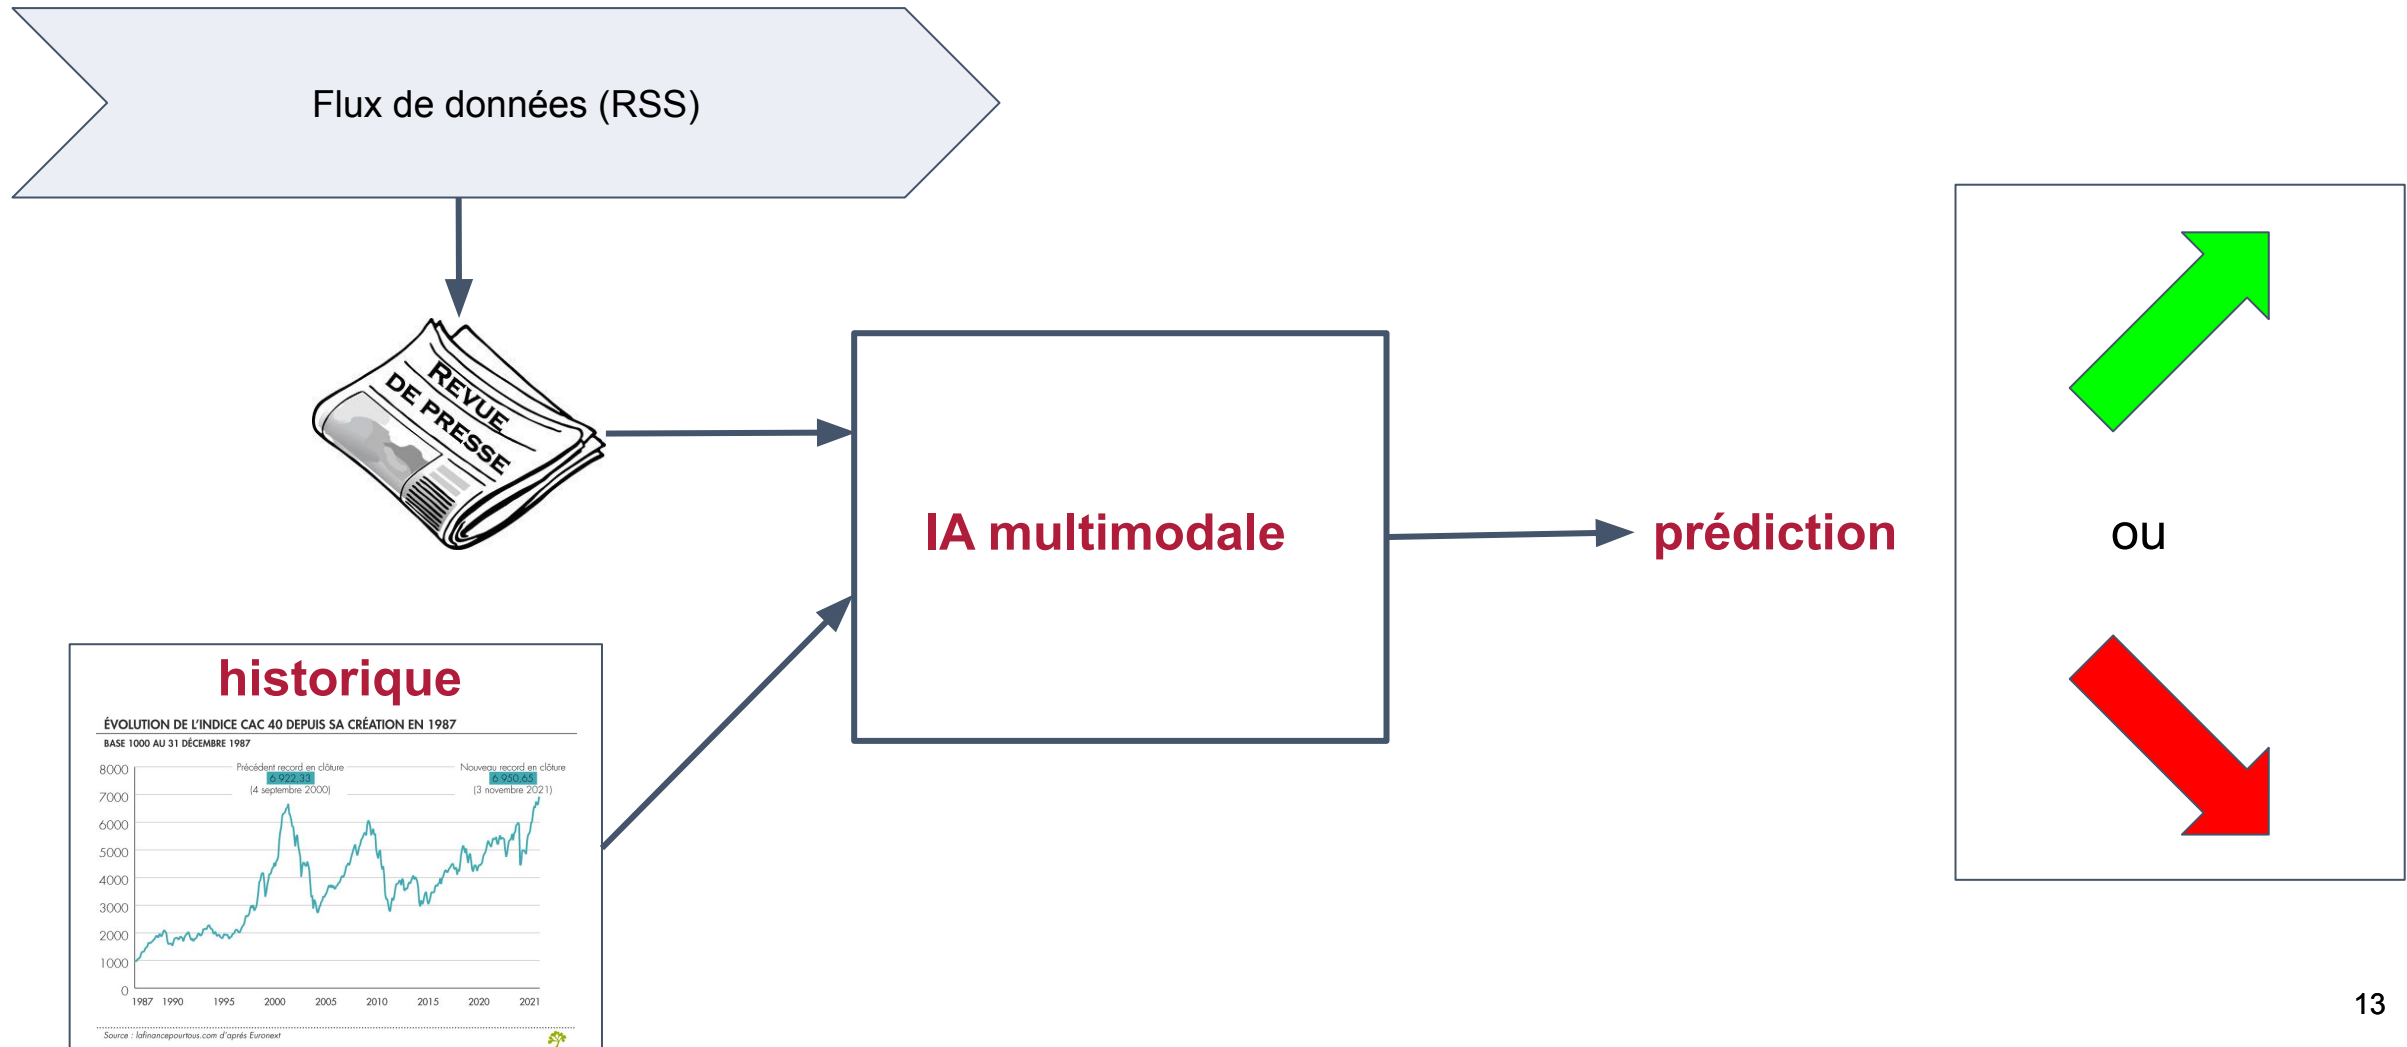 Flux de données (RSS)
REVUE
DE PRESSE
IA multimodale
prédiction
ou
historique
ÉVOLUTION DE L'INDICE CAC 40 DEPUIS SA CRÉATION EN 1987
BASE 1000 AU 31 DÉCEMBRE 1987
8000
7000
6000
5000
4000
3000
2000
1000
0
Précédent record en clôture
6 922,33
(4 septembre 2000)
Nouveau record en clôture
6 950,65
(3 novembre 2021)
1987 1990 1995 2000 2005 2010 2015 2020 2021
Source : lafinancepourtous.com d'après Euronext
13